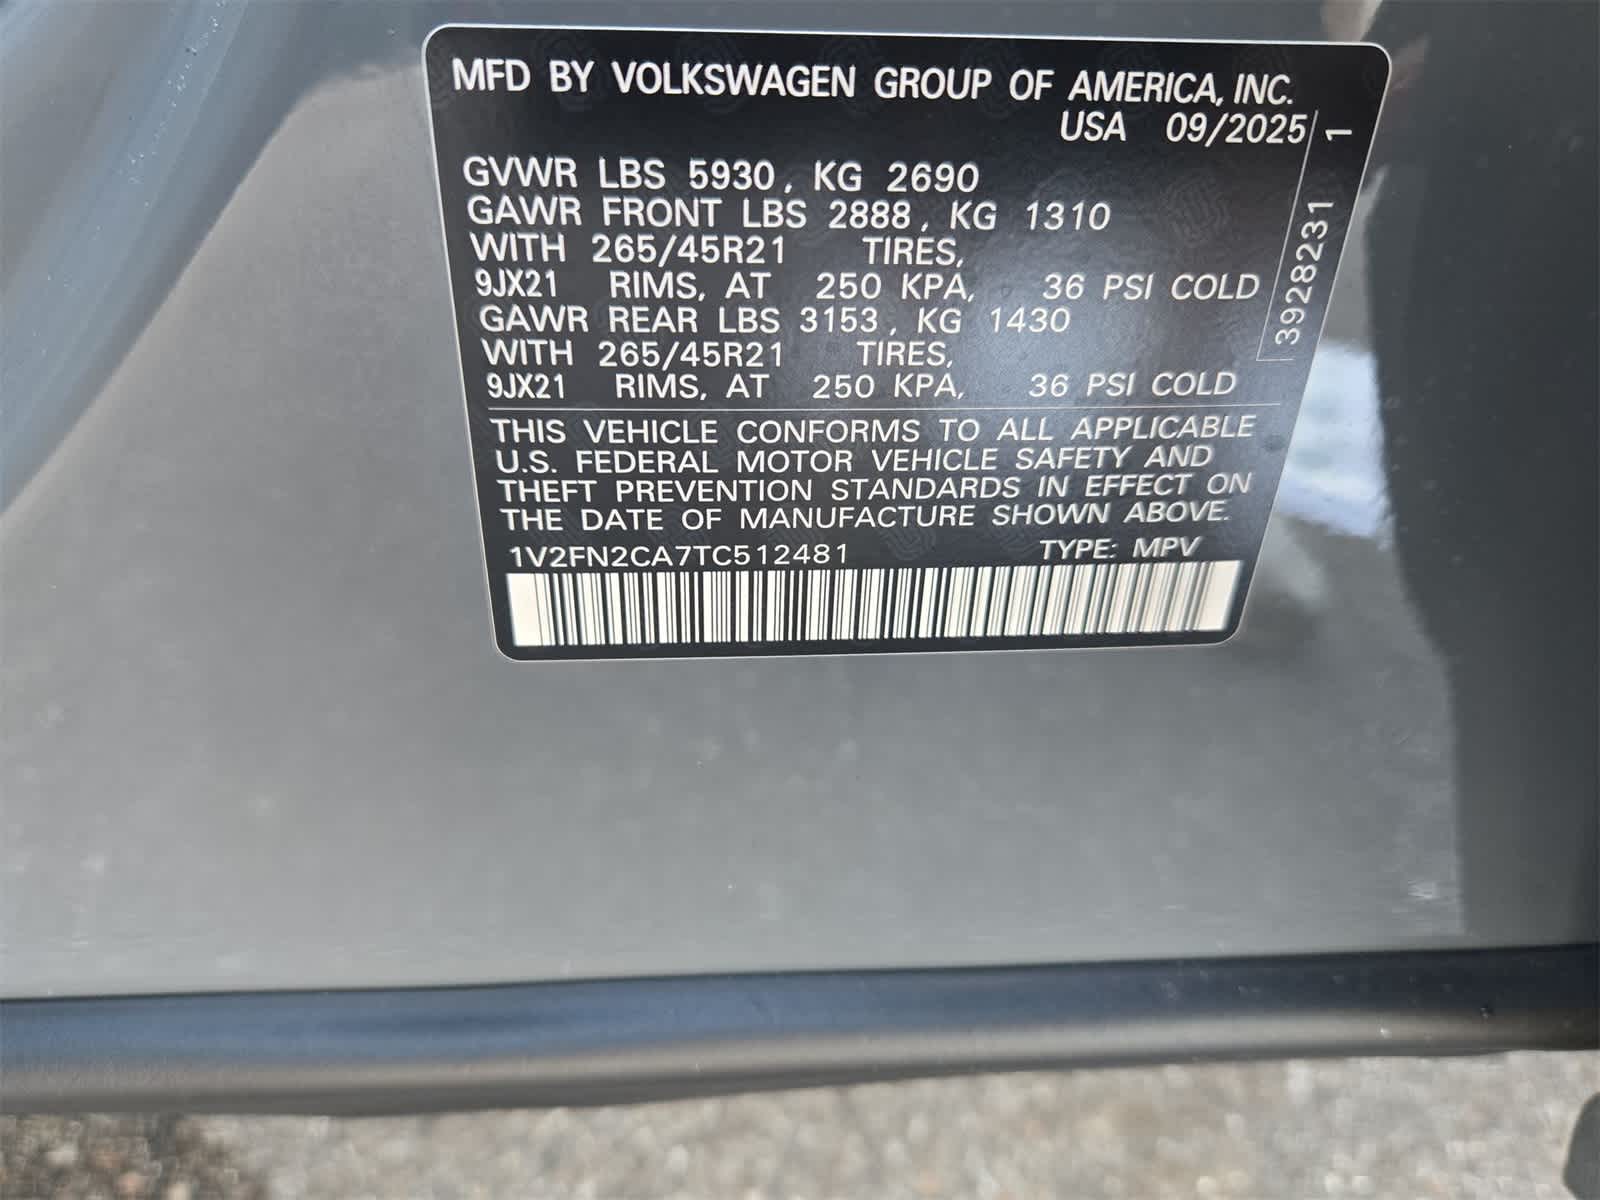 MFD BY VOLKSWAGEN GROUP OF AMERICA, INC.
USA 09/2025
GVWR LBS 5930, KG 2690
GAWR FRONT LBS 2888, KG 1310
WITH 265/45R21 TIRES,
9JX21 RIMS, AT 250 KPA, 36 PSI COLD
GAWR REAR LBS 3153, KG 1430
WITH 265/45R21 TIRES,
9JX21 RIMS, AT 250 KPA, 36 PSI COLD
3928231 1
THIS VEHICLE CONFORMS TO ALL APPLICABLE
U.S. FEDERAL MOTOR VEHICLE SAFETY AND
THEFT PREVENTION STANDARDS IN EFFECT ON
THE DATE OF MANUFACTURE SHOWN ABOVE.
1V2FN2CA7TC512481 TYPE: MPV